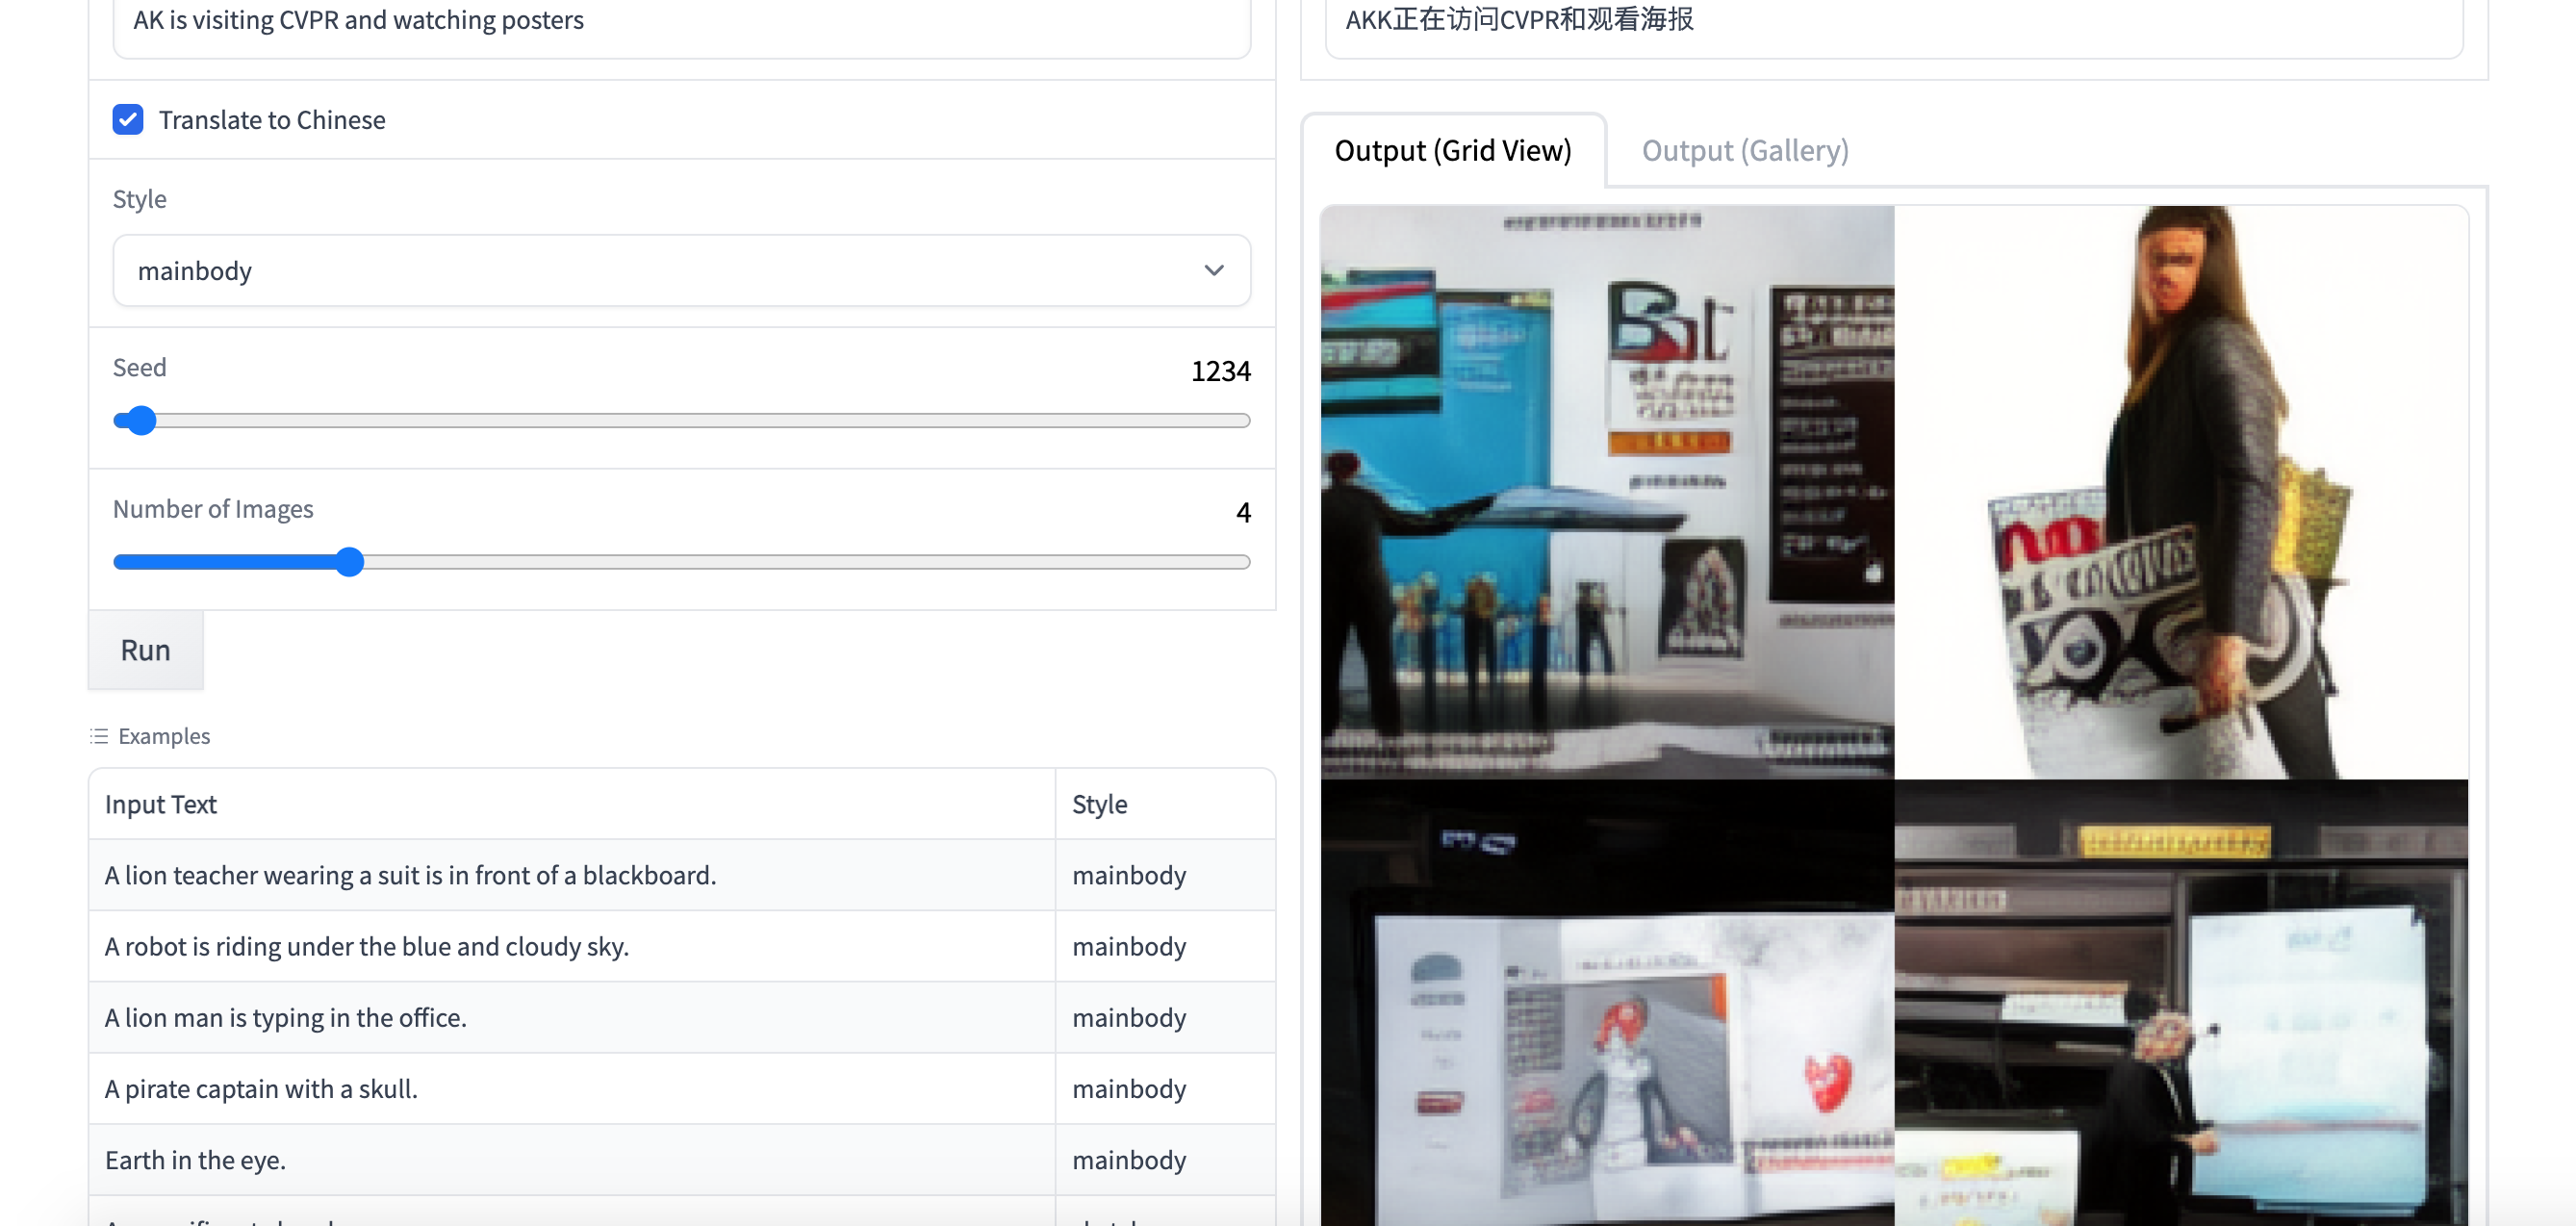 AK is visiting CVPR and watching posters
AKK正在访问CVPR和观看海报
Translate to Chinese
Style
mainbody
Seed
1234
Number of Images
4
Run
Examples
Input Text Style
A lion teacher wearing a suit is in front of a blackboard. mainbody
A robot is riding under the blue and cloudy sky. mainbody
A lion man is typing in the office. mainbody
A pirate captain with a skull. mainbody
Earth in the eye. mainbody
Output (Grid View)
Output (Gallery)